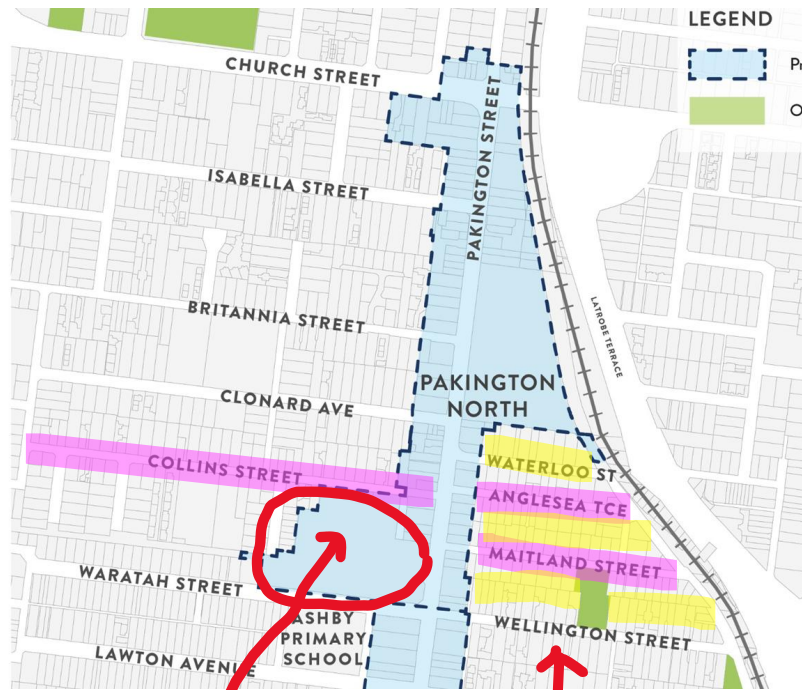 LEGEND
CHURCH STREET
PAKINGTON STREET
ISABELLA STREET
BRITANNIA STREET
LATROBE TERRACE
PAKINGTON
NORTH
CLONARD AVE
COLLINS STREET
WATERLOO ST
ANGLESEA TCE
MAITLAND STREET
WARATAH STREET
ASHBY
PRIMARY
SCHOOL
WELLINGTON STREET
LAWTON AVENUE